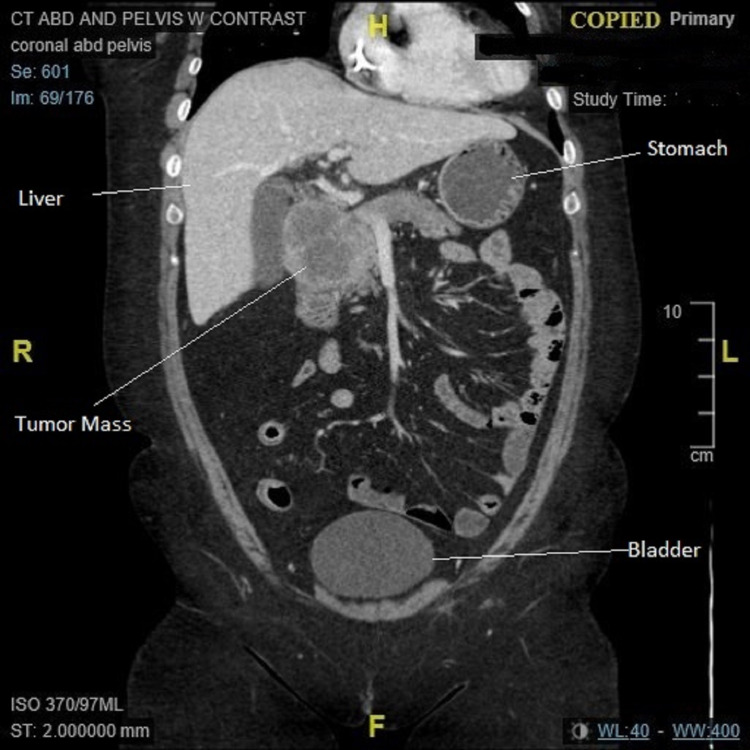 CT ABD AND PELVIS W CONTRAST
coronal abd pelvis
Se: 601
Im: 69/176
H
COPIED Primary
Study Time:
Stomach
Liver
10
R
L
Tumor Mass
cm
Bladder
ISO 370/97ML
ST: 2.000000 mm
F
WL:40 - WW:400